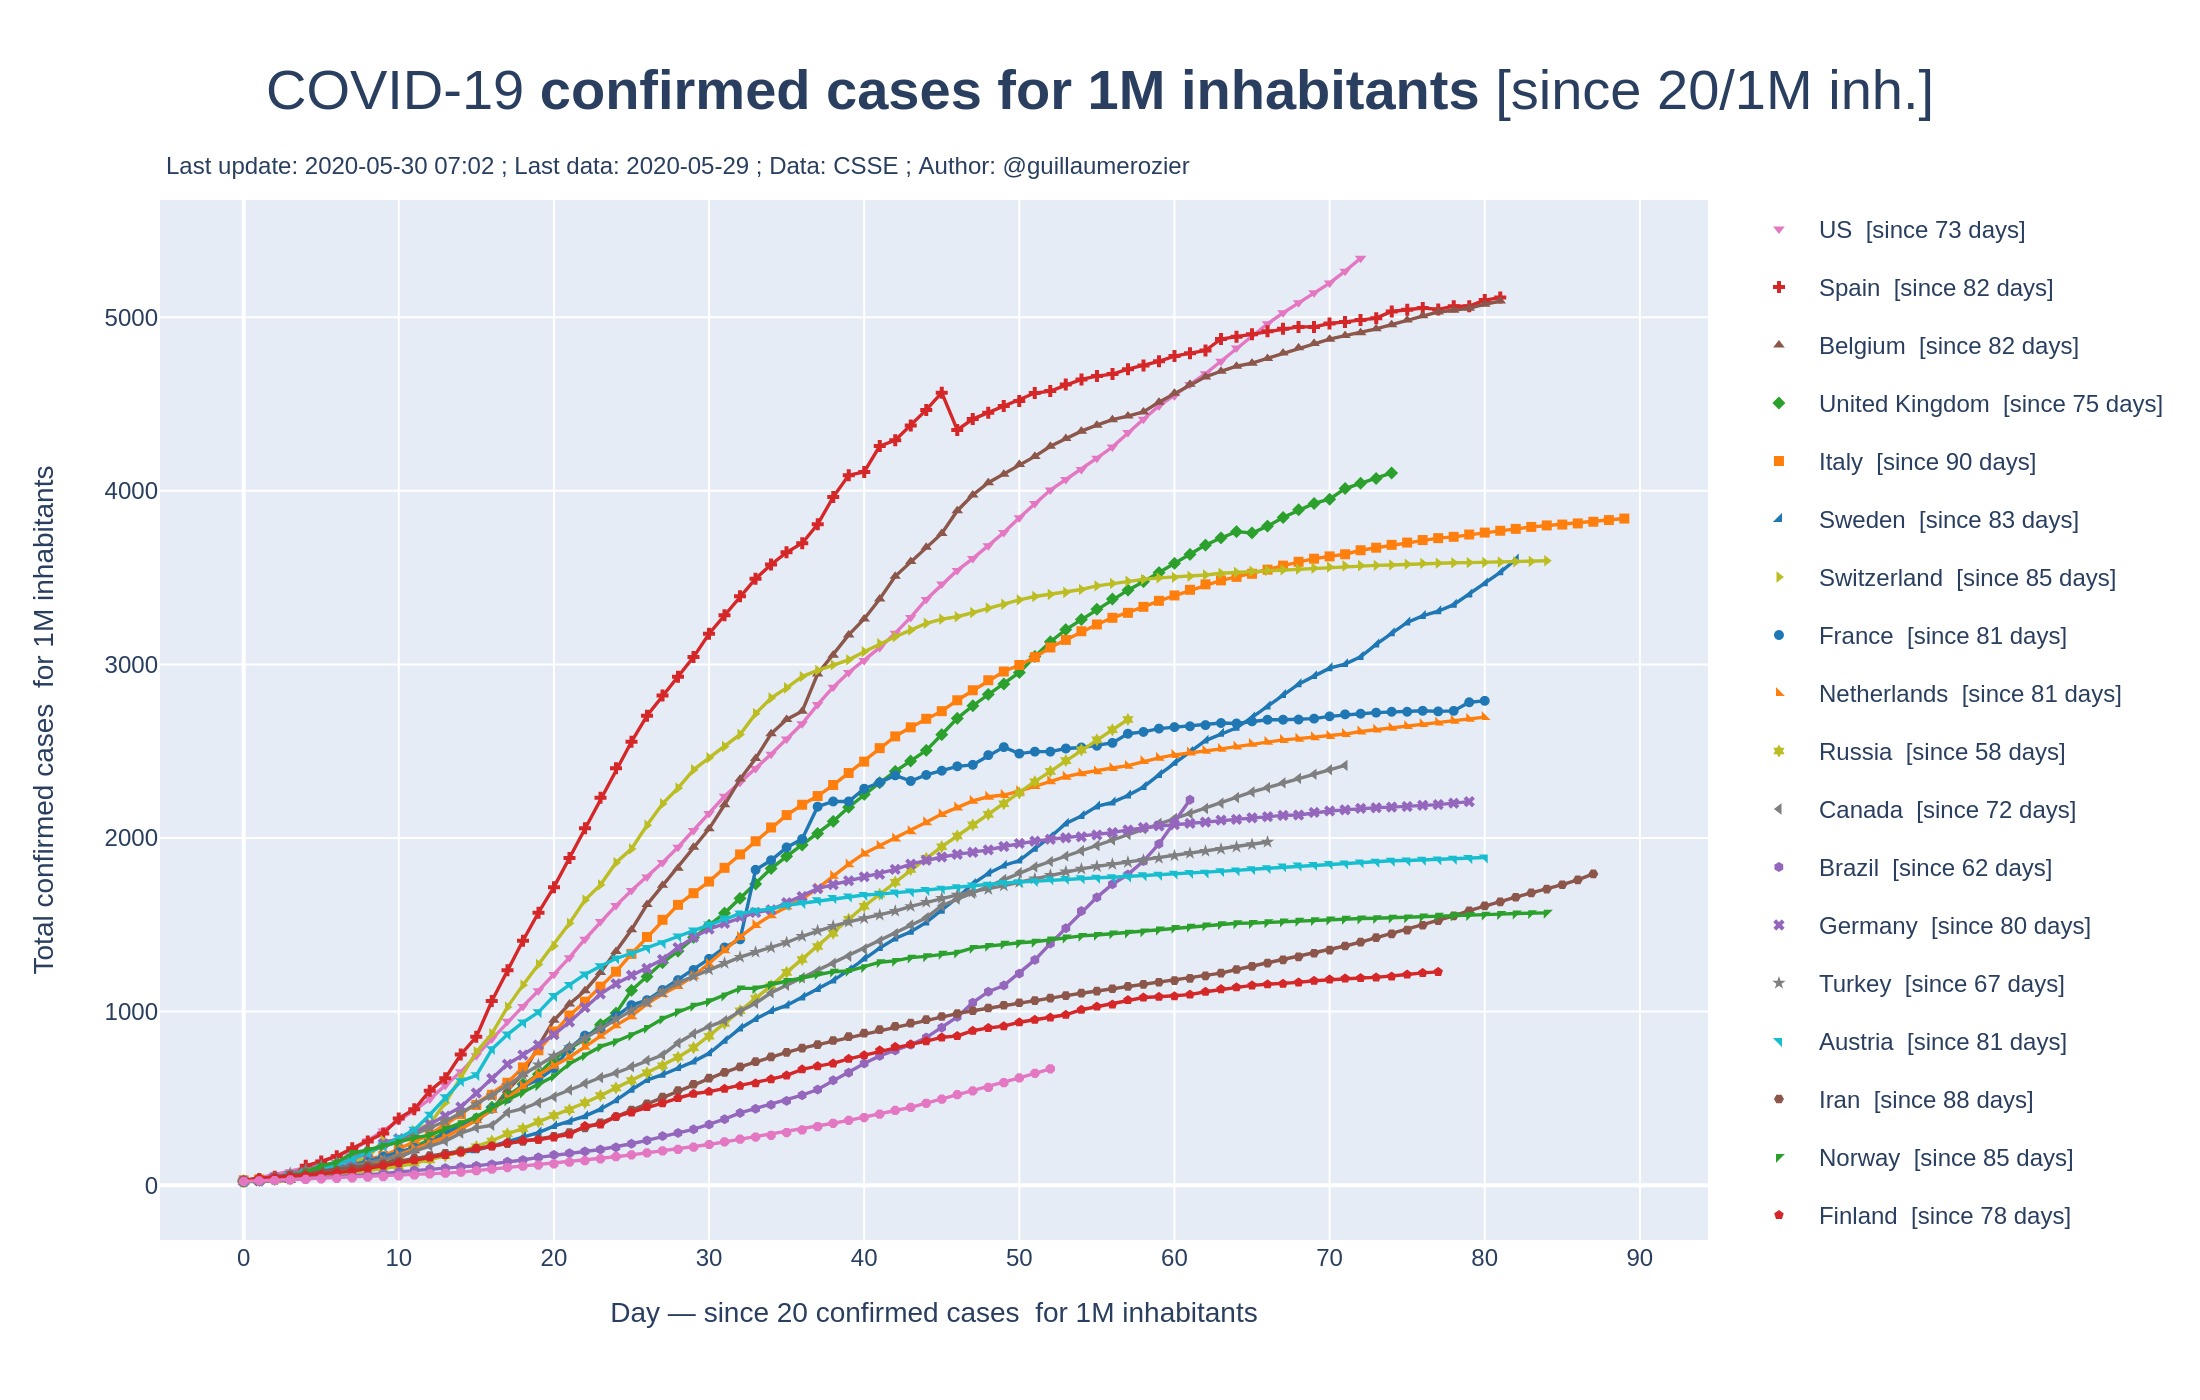 COVID-19 confirmed cases for 1M inhabitants [since 20/1M inh.]
Last update: 2020-05-30 07:02 ; Last data: 2020-05-29 ; Data: CSSE ; Author: @guillaumerozier
Total confirmed cases  for 1M inhabitants
5000
4000
3000
2000
1000
0
0 10 20 30 40 50 60 70 80 90
Day — since 20 confirmed cases  for 1M inhabitants
US  [since 73 days]
Spain  [since 82 days]
Belgium  [since 82 days]
United Kingdom  [since 75 days]
Italy  [since 90 days]
Sweden  [since 83 days]
Switzerland  [since 85 days]
France  [since 81 days]
Netherlands  [since 81 days]
Russia  [since 58 days]
Canada  [since 72 days]
Brazil  [since 62 days]
Germany  [since 80 days]
Turkey  [since 67 days]
Austria  [since 81 days]
Iran  [since 88 days]
Norway  [since 85 days]
Finland  [since 78 days]